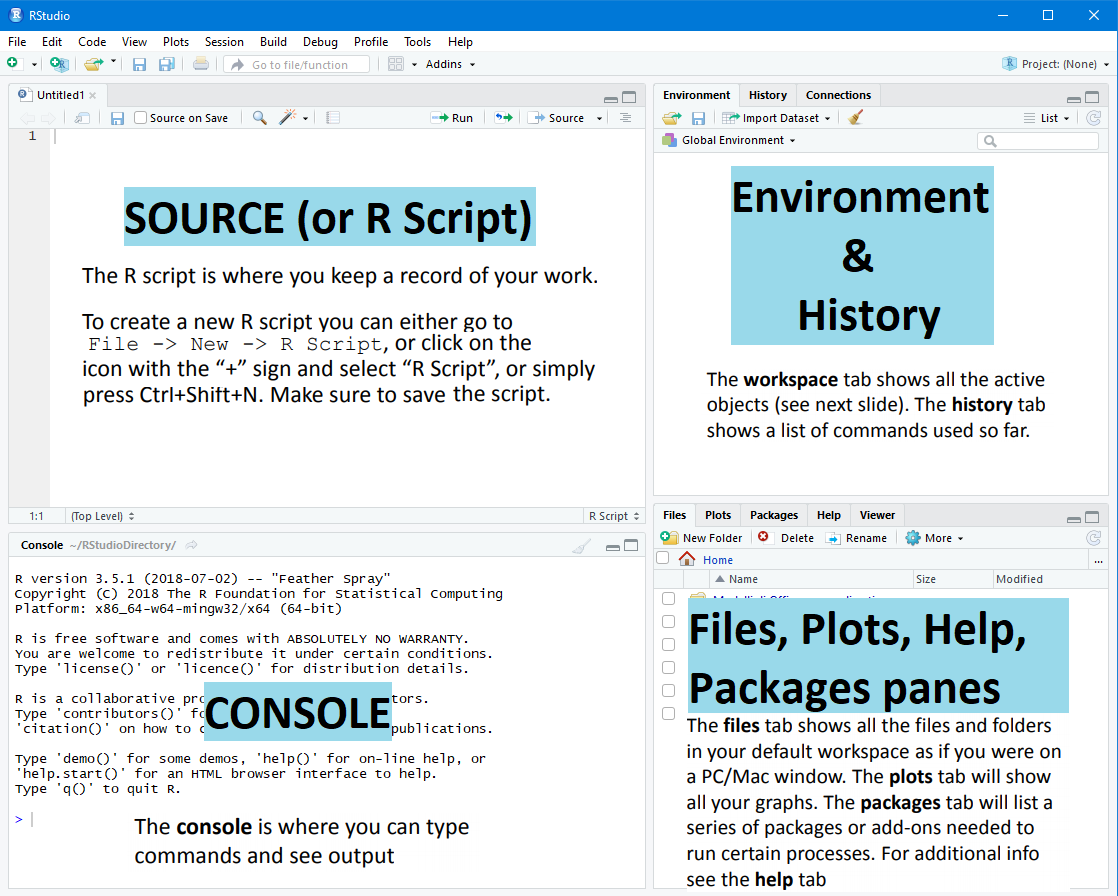 RStudio
File Edit Code View Plots Session Build Debug Profile Tools Help
Go to file/function Addins Project: (None)
Untitled1
Source on Save Run Source
1
SOURCE (or R Script)
The R script is where you keep a record of your work.
To create a new R script you can either go to
File -> New -> R Script, or click on the
icon with the “+” sign and select “R Script”, or simply
press Ctrl+Shift+N. Make sure to save the script.
1:1 (Top Level) R Script
Console ~/RStudioDirectory/
R version 3.5.1 (2018-07-02) -- "Feather Spray"
Copyright (C) 2018 The R Foundation for Statistical Computing
Platform: x86_64-w64-mingw32/x64 (64-bit)
R is free software and comes with ABSOLUTELY NO WARRANTY.
You are welcome to redistribute it under certain conditions.
Type 'license()' or 'licence()' for distribution details.
R is a collaborative
Type 'contributors()'
'citation()' on how to publications.
CONSOLE
Type 'demo()' for some demos, 'help()' for on-line help, or
'help.start()' for an HTML browser interface to help.
Type 'q()' to quit R.
>
The console is where you can type
commands and see output
Environment History Connections
Import Dataset List
Global Environment
Environment
&
History
The workspace tab shows all the active
objects (see next slide). The history tab
shows a list of commands used so far.
Files Plots Packages Help Viewer
New Folder Delete Rename More
Home ...
Name Size Modified
Files, Plots, Help,
Packages panes
The files tab shows all the files and folders
in your default workspace as if you were on
a PC/Mac window. The plots tab will show
all your graphs. The packages tab will list a
series of packages or add-ons needed to
run certain processes. For additional info
see the help tab